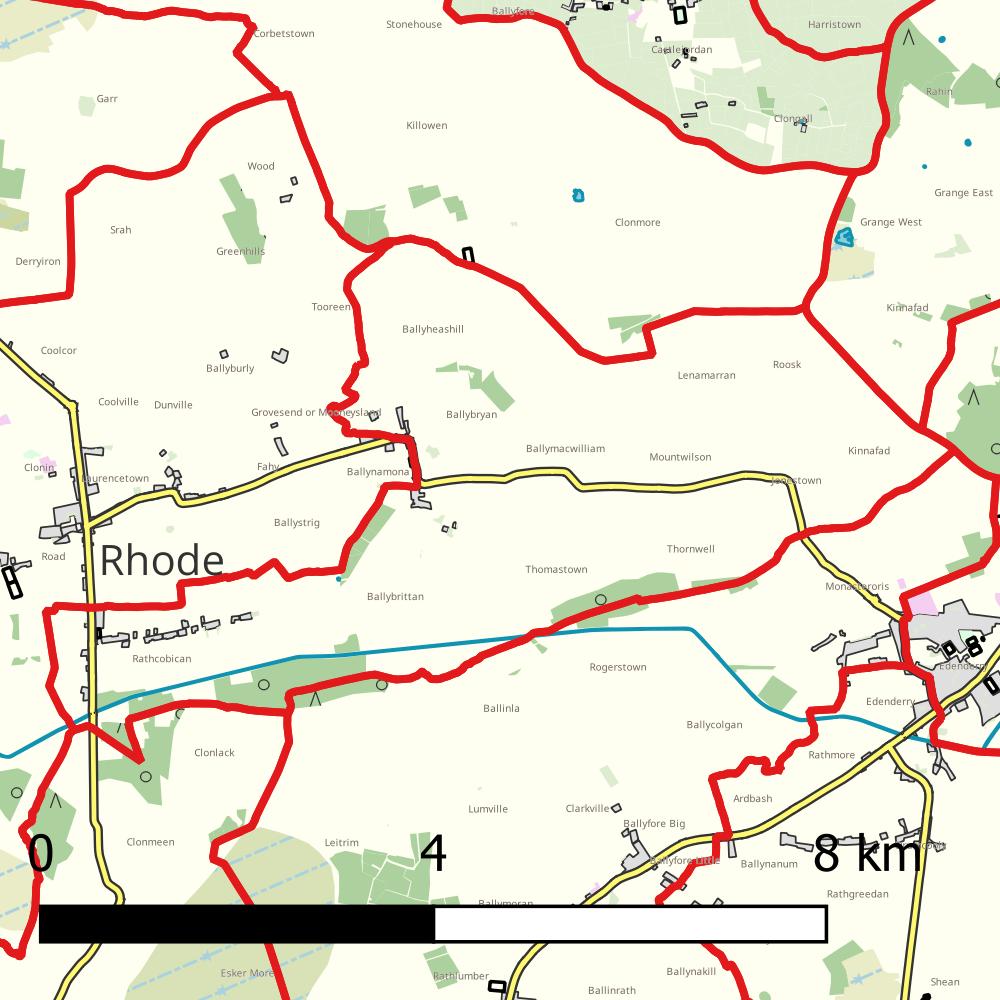 Ballyfore
Stonehouse
Harristown
Corbetstown
Castlejordan
Rahin
Garr
Clongall
Killowen
Wood
Grange East
Clonmore
Grange West
Srah
Greenhills
Derryiron
Tooreen
Kinnafad
Ballyheashill
Coolcor
Roosk
Ballyburly
Lenamarran
Coolville
Dunville
Grovesend or Mooneysland
Ballybryan
Ballymacwilliam
Kinnafad
Mountwilson
Clonin
Fahy
Ballynamona
Laurencetown
Jonestown
Ballystrig
Thornwell
Road
Rhode
Thomastown
Monasteroris
Ballybrittan
Rathcobican
Rogerstown
Edenderry
Edenderry
Ballinla
Ballycolgan
Clonlack
Rathmore
Ardbash
Lumville
Clarkville
Ballyfore Big
Clonmeen
Leitrim
0
4
8 km
Ballyfore Little
Ballynanum
Rathgreedan
Ballymoran
Esker More
Rathlumber
Ballynakill
Shean
Ballinrath